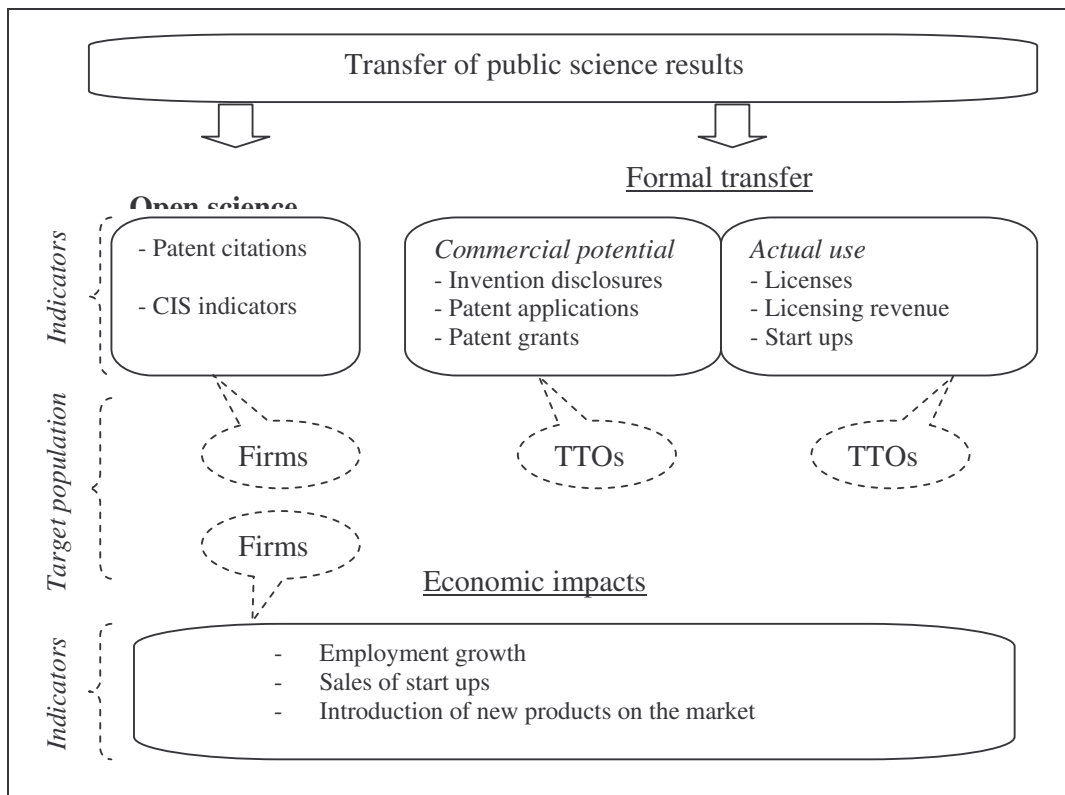 Transfer of public science results
Formal transfer
Open science
Indicators
- Patent citations
- CIS indicators
Commercial potential
- Invention disclosures
- Patent applications
- Patent grants
Actual use
- Licenses
- Licensing revenue
- Start ups
Target population
Firms
TTOs
TTOs
Firms
Economic impacts
Indicators
- Employment growth
- Sales of start ups
- Introduction of new products on the market